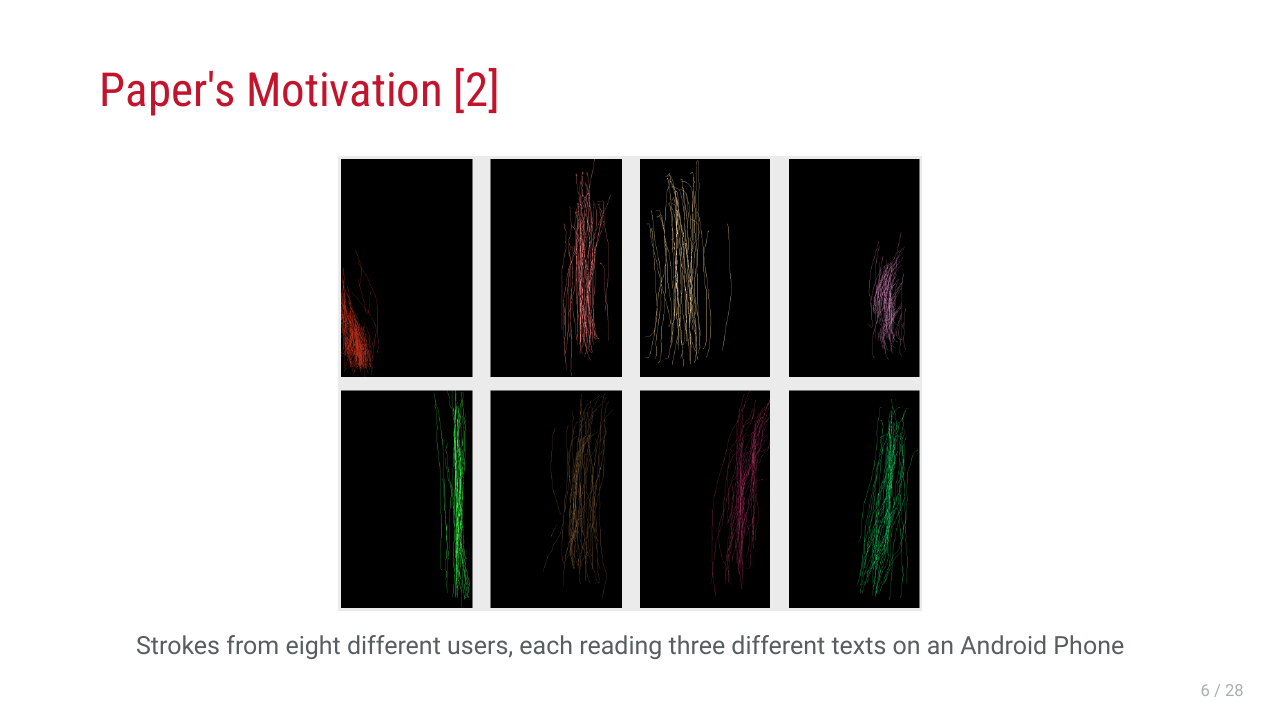 Paper's Motivation [2]
Strokes from eight different users, each reading three different texts on an Android Phone
6 / 28